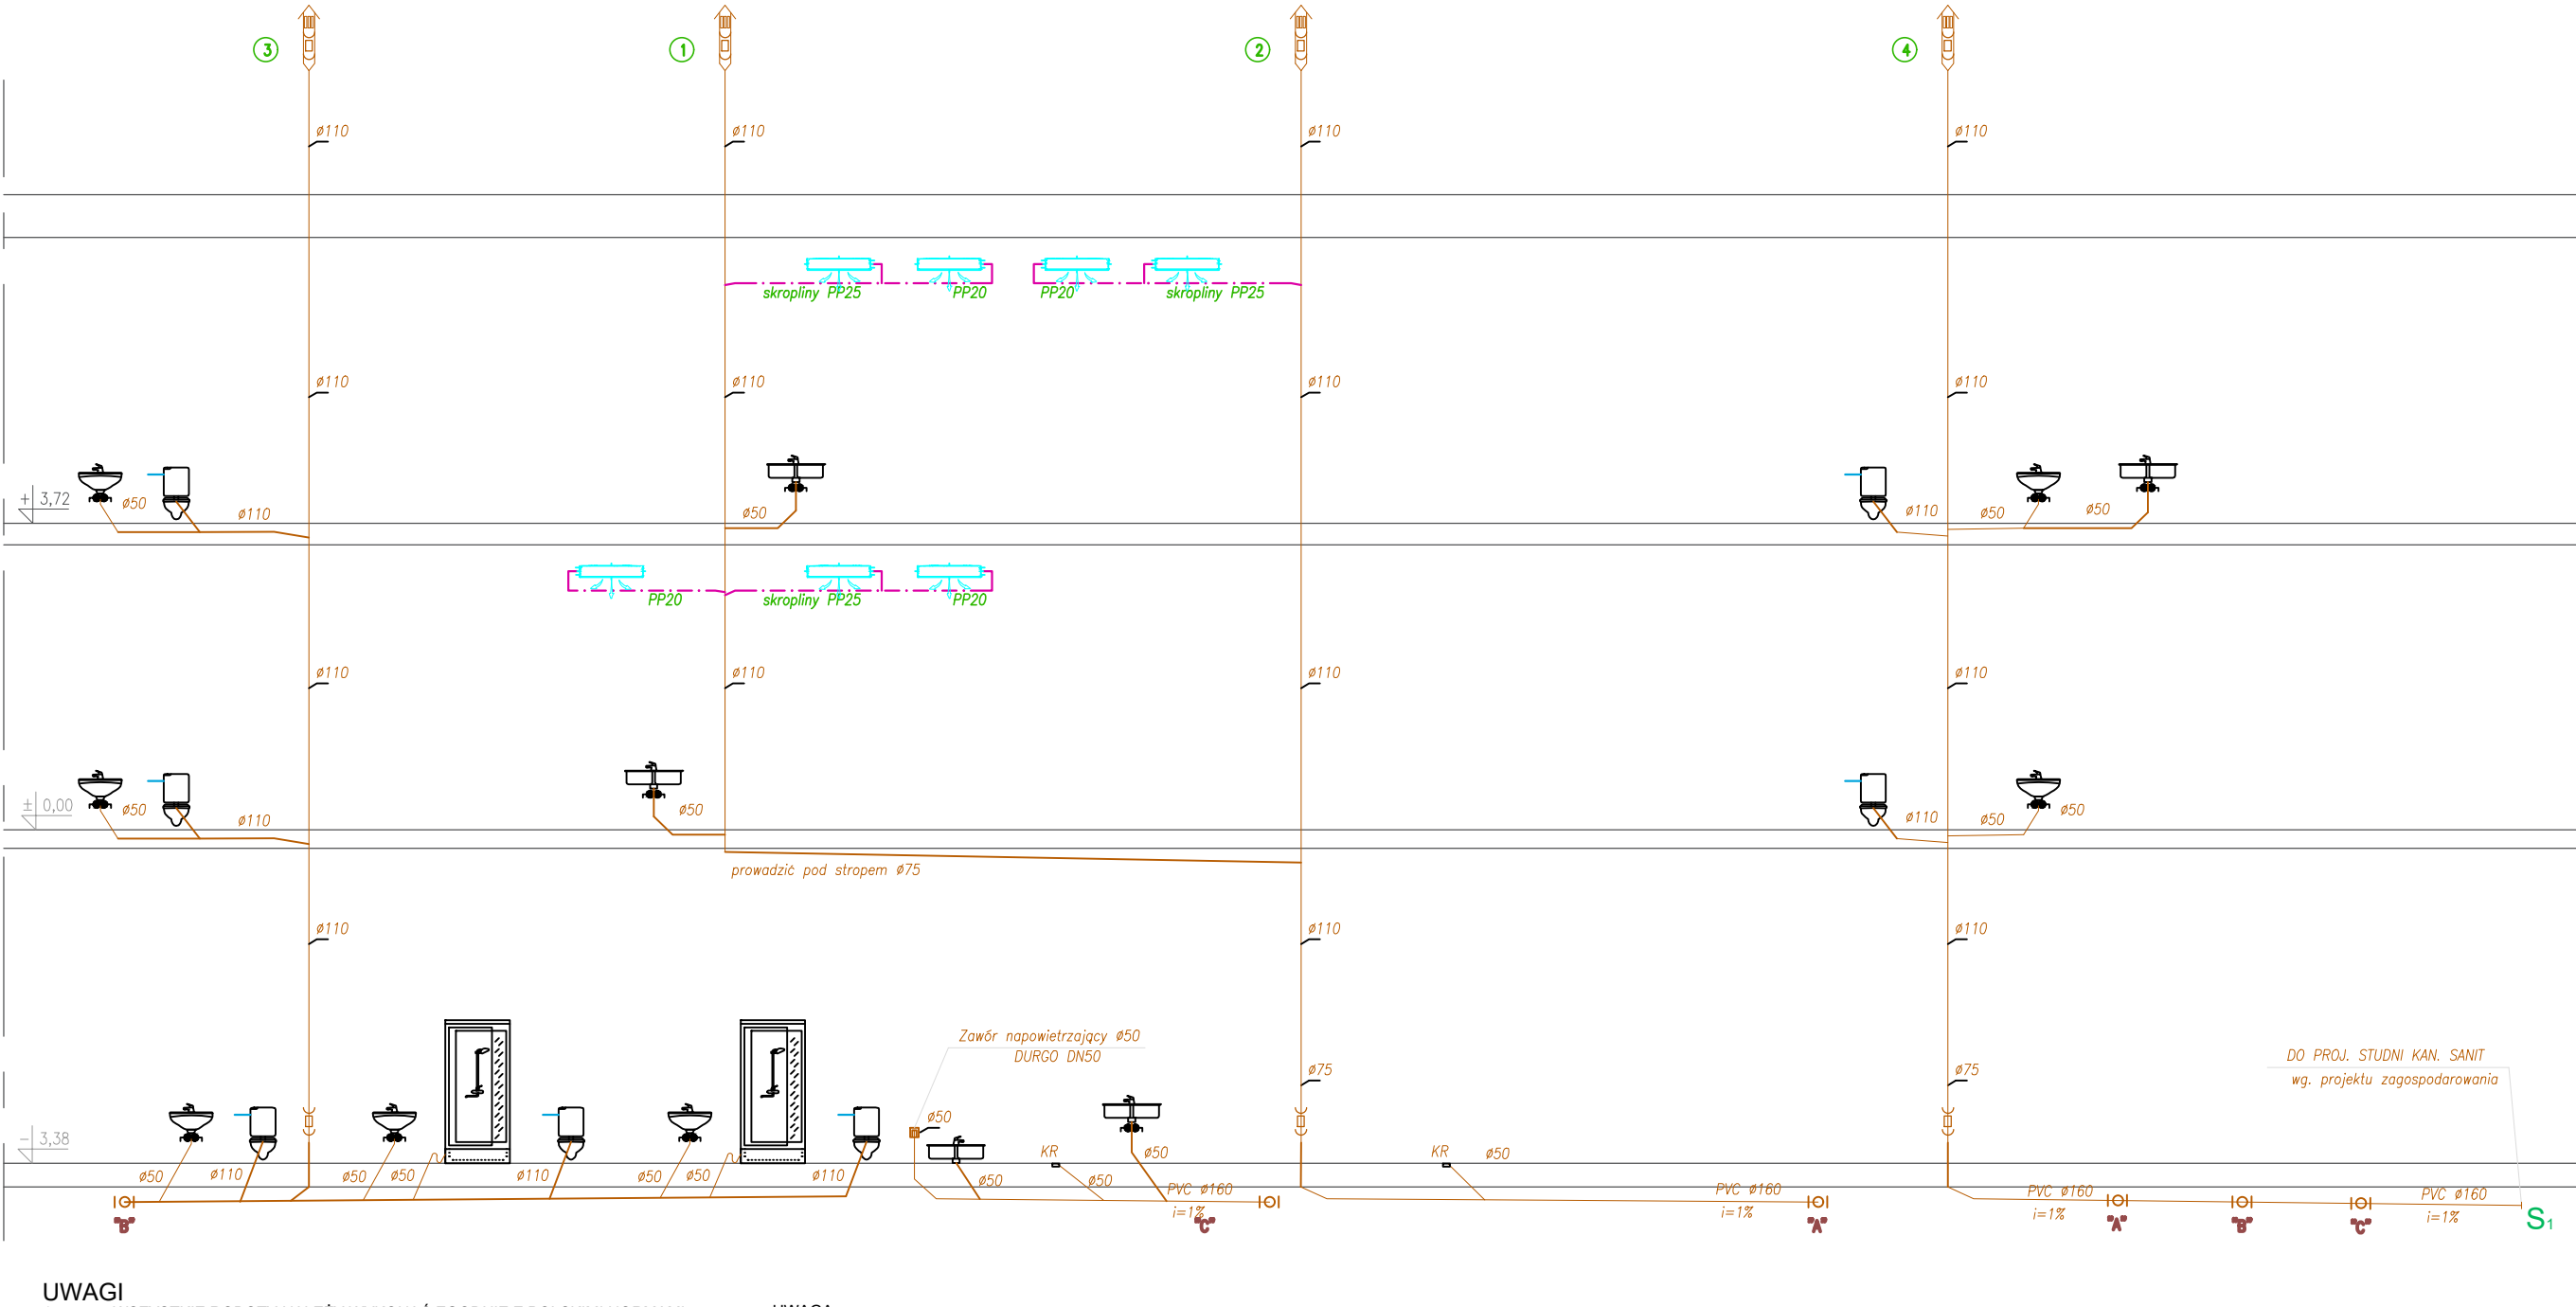 3 1 2 4
ø110 ø110 ø110 ø110
skropliny PP25 PP20 PP20 skropliny PP25
ø110 ø110 ø110 ø110
+ 3,72 ø50 ø110 ø50 ø110 ø50 ø50
PP20 skropliny PP25 PP20
ø110 ø110 ø110 ø110
± 0,00 ø50 ø110 ø50 ø110 ø50 ø50
prowadzić pod stropem ø75
ø110 ø110 ø110
Zawór napowietrzający ø50
DURGO DN50
DO PROJ. STUDNI KAN. SANIT
wg. projektu zagospodarowania
ø75 ø75
ø50
- 3,38 KR ø50 KR ø50
ø50 ø110 ø50 ø50 ø110 ø50 ø50 ø110 ø50 ø50
PVC ø160 PVC ø160 PVC ø160 PVC ø160
i=1% i=1% i=1% i=1%
"B" "C" "A" "A" "B" "C" S1
UWAGI